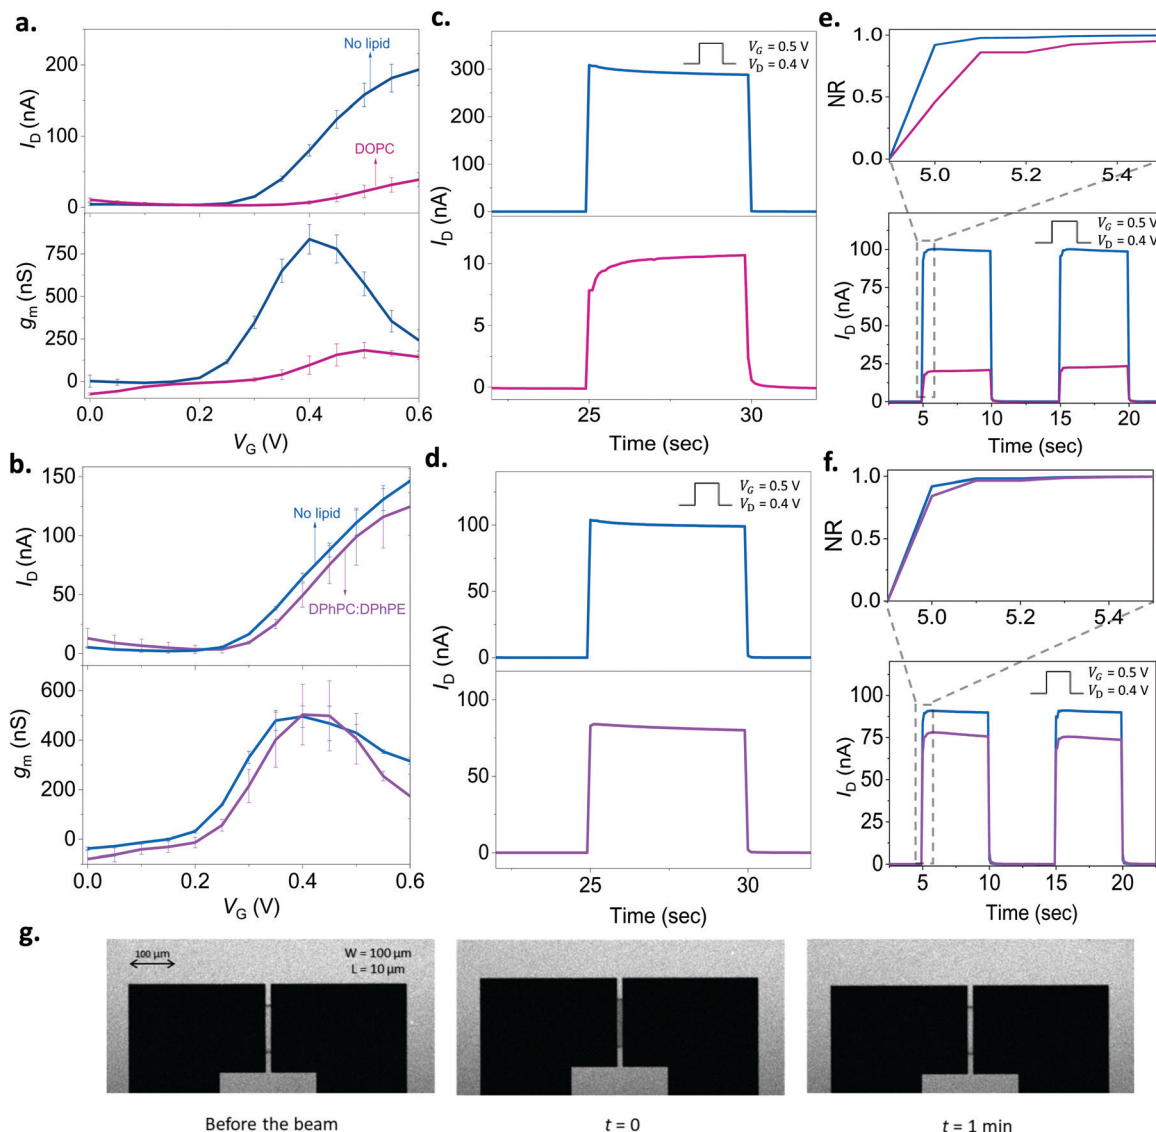 a.
No lipid
DOPC
I_D (nA)
200
100
0
g_m (nS)
750
500
250
0
0.0 0.2 0.4 0.6
V_G (V)
b.
No lipid
DPhPC:DPhPE
I_D (nA)
150
100
50
0
g_m (nS)
600
400
200
0
0.0 0.2 0.4 0.6
V_G (V)
c.
V_G = 0.5 V
V_D = 0.4 V
300
200
100
0
I_D (nA)
10
5
0
25 30
Time (sec)
d.
V_G = 0.5 V
V_D = 0.4 V
100
50
0
I_D (nA)
100
50
0
25 30
Time (sec)
e.
NR
1.0
0.5
0.0
5.0 5.2 5.4
V_G = 0.5 V
V_D = 0.4 V
I_D (nA)
125
100
75
50
25
0
5 10 15 20
Time (sec)
f.
NR
1.0
0.5
0.0
5.0 5.2 5.4
V_G = 0.5 V
V_D = 0.4 V
I_D (nA)
125
100
75
50
25
0
5 10 15 20
Time (sec)
g.
100 µm
W = 100 µm
L = 10 µm
Before the beam
t = 0
t = 1 min